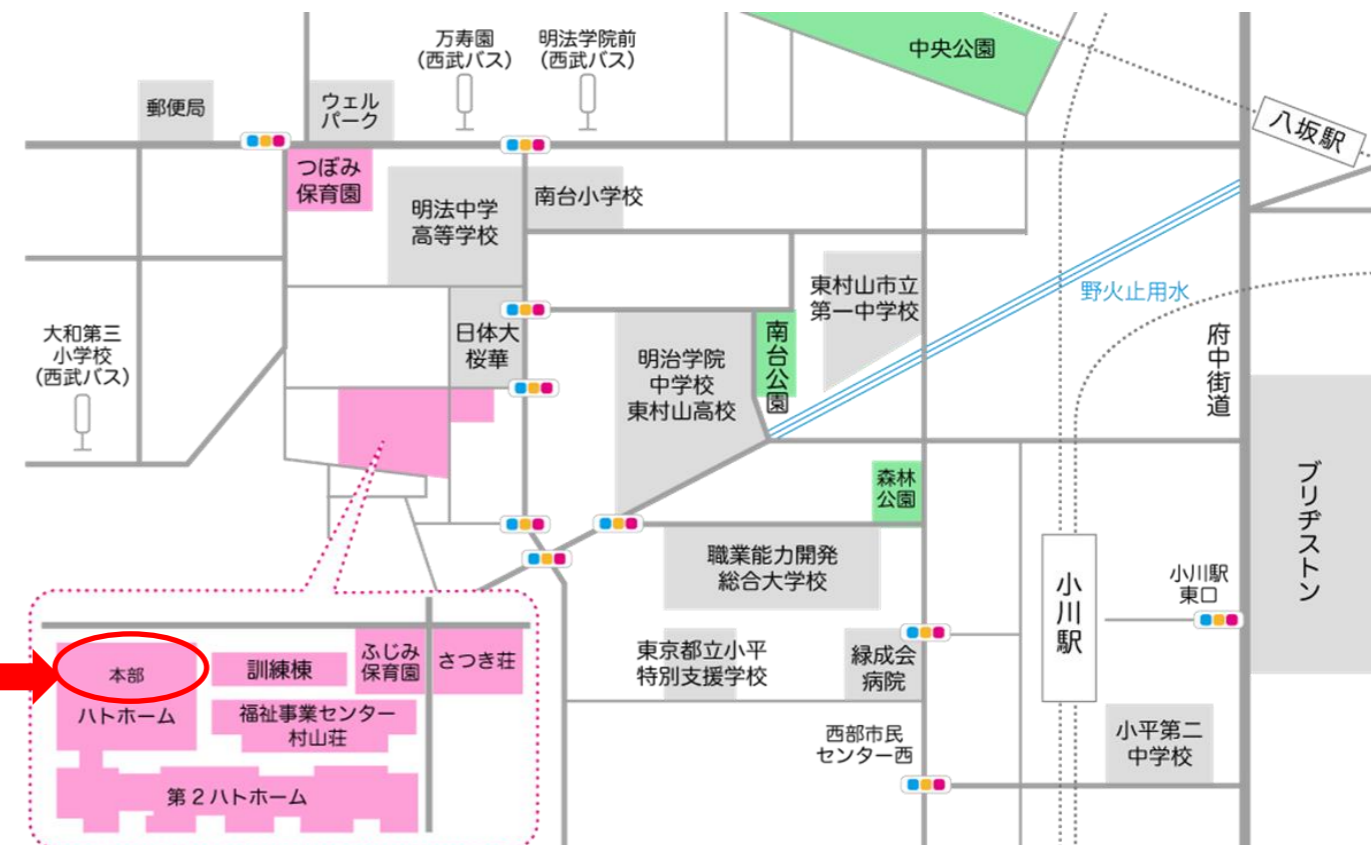 万寿園
(西武バス)
明法学院前
(西武バス)
中央公園
郵便局
ウェル
パーク
八坂駅
つぼみ
保育園
明法中学
高等学校
南台小学校
東村山市立
第一中学校
野火止用水
大和第三
小学校
(西武バス)
日体大
桜華
明治学院
中学校
東村山高校
南台公園
府中街道
森林
公園
ブリヂストン
職業能力開発
総合大学校
小川駅
小川駅
東口
東京都立小平
特別支援学校
緑成会
病院
西部市民
センター西
小平第二
中学校
本部
ハトホーム
訓練棟
ふじみ
保育園
さつき荘
福祉事業センター
村山荘
第2ハトホーム